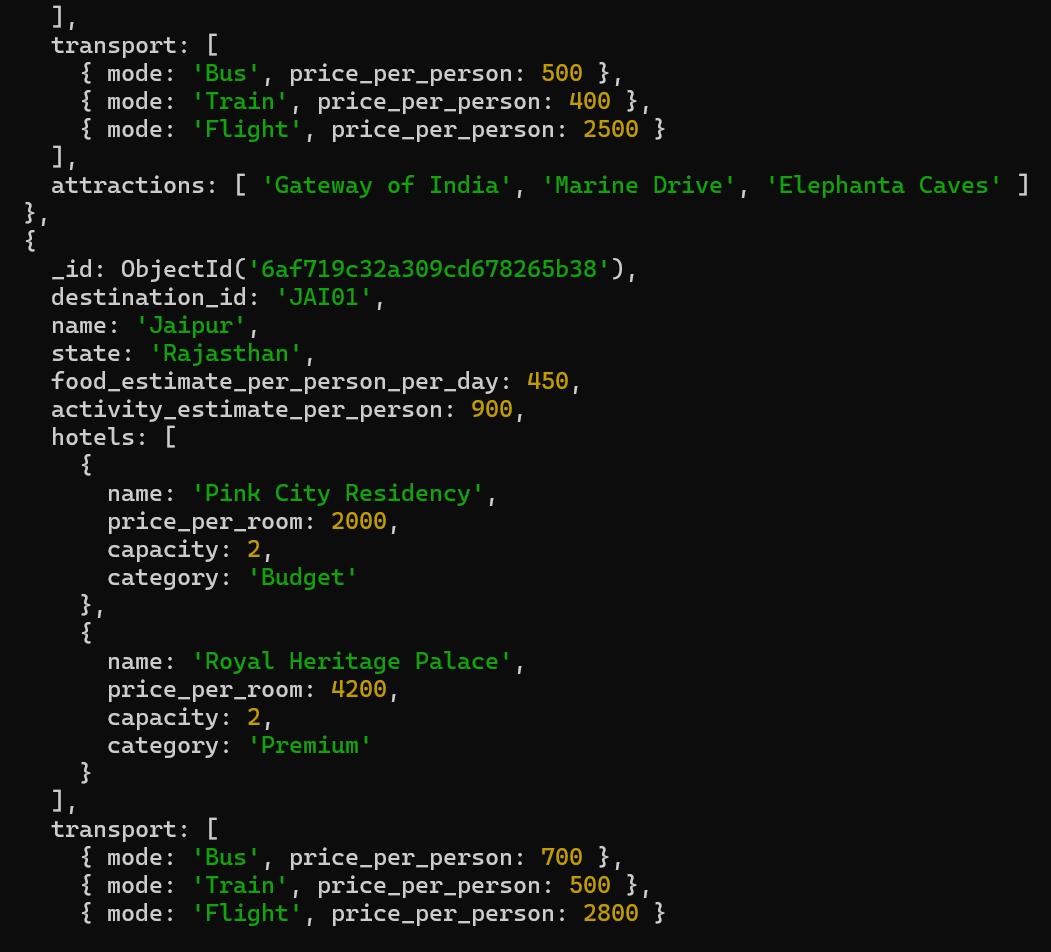 ],
transport: [
{ mode: 'Bus', price_per_person: 500 },
{ mode: 'Train', price_per_person: 400 },
{ mode: 'Flight', price_per_person: 2500 }
],
attractions: [ 'Gateway of India', 'Marine Drive', 'Elephanta Caves' ]
},
{
_id: ObjectId('6af719c32a309cd678265b38'),
destination_id: 'JAI01',
name: 'Jaipur',
state: 'Rajasthan',
food_estimate_per_person_per_day: 450,
activity_estimate_per_person: 900,
hotels: [
{
name: 'Pink City Residency',
price_per_room: 2000,
capacity: 2,
category: 'Budget'
},
{
name: 'Royal Heritage Palace',
price_per_room: 4200,
capacity: 2,
category: 'Premium'
}
],
transport: [
{ mode: 'Bus', price_per_person: 700 },
{ mode: 'Train', price_per_person: 500 },
{ mode: 'Flight', price_per_person: 2800 }